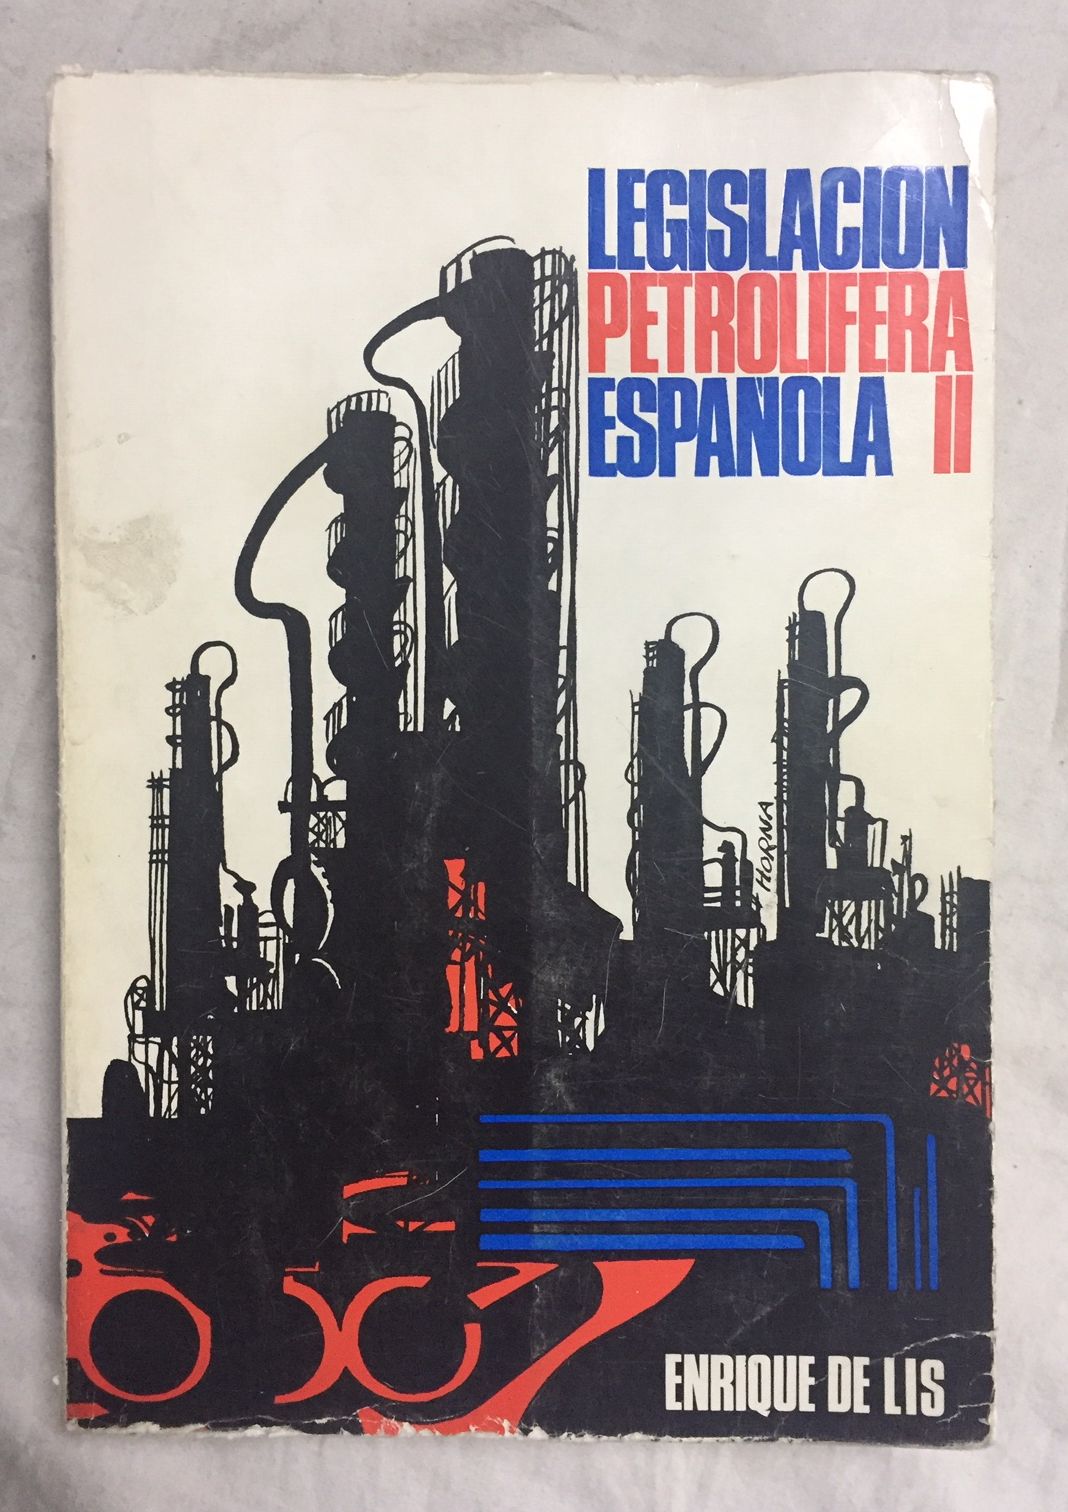 LEGISLACION
PETROLIFERA
ESPAÑOLA II
HORNA
ENRIQUE DE LIS